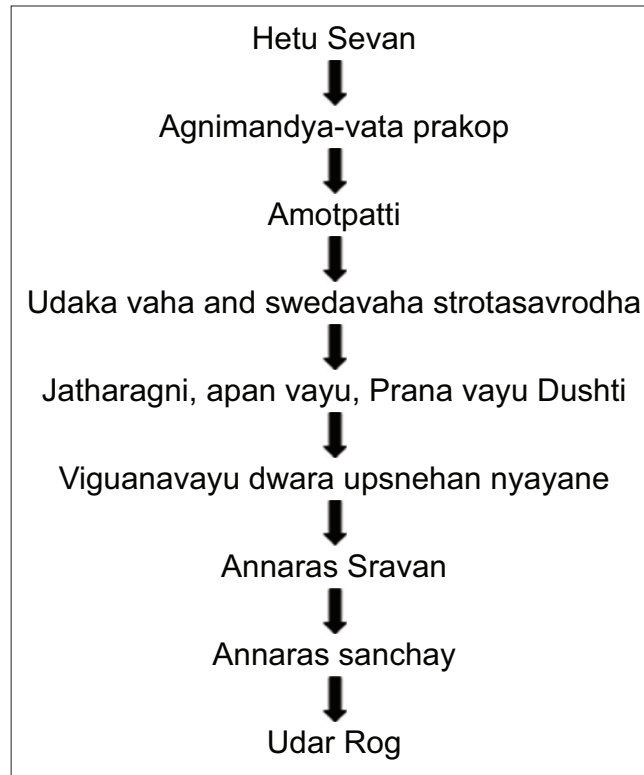 Hetu Sevan
Agnimandya-vata prakop
Amotpatti
Udaka vaha and swedavaha strotasavrodha
Jatharagni, apan vayu, Prana vayu Dushti
Viguanavayu dwara upsnehan nyayane
Annaras Sravan
Annaras sanchay
Udar Rog